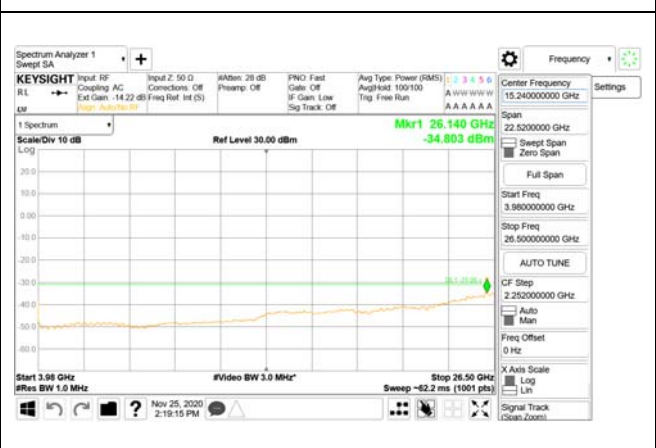 Spectrum Analyzer 1
Swept SA
Frequency
KEYSIGHT
RL
Input: RF
Coupling: AC
Ext Gain: -14.22 dB
Align: Auto/No RF
Input Z: 50 Ω
Corrections: Off
Freq Ref: Int (S)
#Atten: 28 dB
Preamp: Off
PNO: Fast
Gate: Off
IF Gain: Low
Sig Track: Off
Avg Type: Power (RMS)
Avg|Hold: 100/100
Trig: Free Run
1 2 3 4 5 6
A W W W W W
A A A A A A
1 Spectrum
Scale/Div 10 dB
Log
Ref Level 30.00 dBm
Mkr1 26.140 GHz
-34.803 dBm
20.0
10.0
0.00
-10.0
-20.0
-30.0
-40.0
-50.0
-60.0
Start 3.98 GHz
#Res BW 1.0 MHz
#Video BW 3.0 MHz*
Stop 26.50 GHz
Sweep ~62.2 ms (1001 pts)
Nov 25, 2020
2:19:15 PM
Center Frequency
15.240000000 GHz
Settings
Span
22.5200000 GHz
Swept Span
Zero Span
Full Span
Start Freq
3.980000000 GHz
Stop Freq
26.500000000 GHz
AUTO TUNE
CF Step
2.252000000 GHz
Auto
Man
Freq Offset
0 Hz
X Axis Scale
Log
Lin
Signal Track
(Span Zoom)